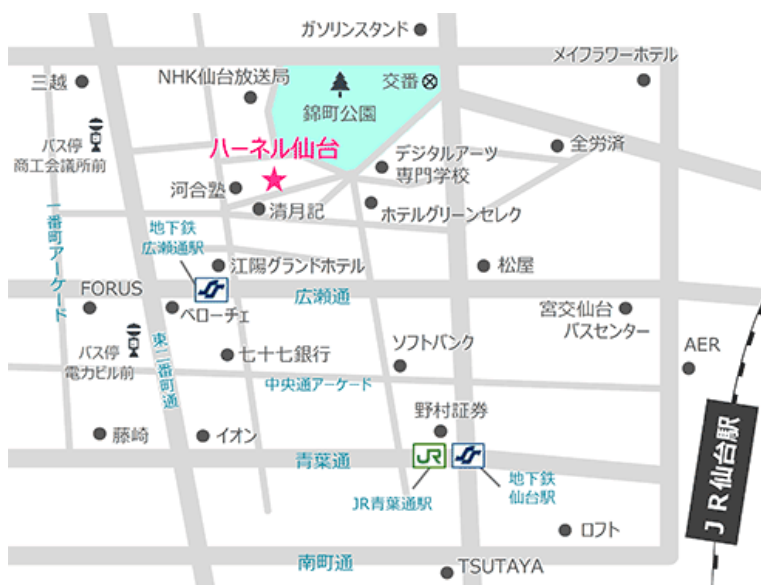 ガソリンスタンド
メイフラワーホテル
三越
NHK仙台放送局
交番
錦町公園
バス停
商工会議所前
ハーネル仙台
デジタルアーツ
専門学校
全労済
河合塾
清月記
ホテルグリーンセレク
一番町アーケード
地下鉄
広瀬通駅
江陽グランドホテル
松屋
FORUS
広瀬通
ベローチェ
宮交仙台
バスセンター
バス停
電力ビル前
東二番町通
七十七銀行
ソフトバンク
AER
中央通アーケード
野村証券
藤崎
イオン
青葉通
JR
JR青葉通駅
地下鉄
仙台駅
JR仙台駅
ロフト
南町通
TSUTAYA